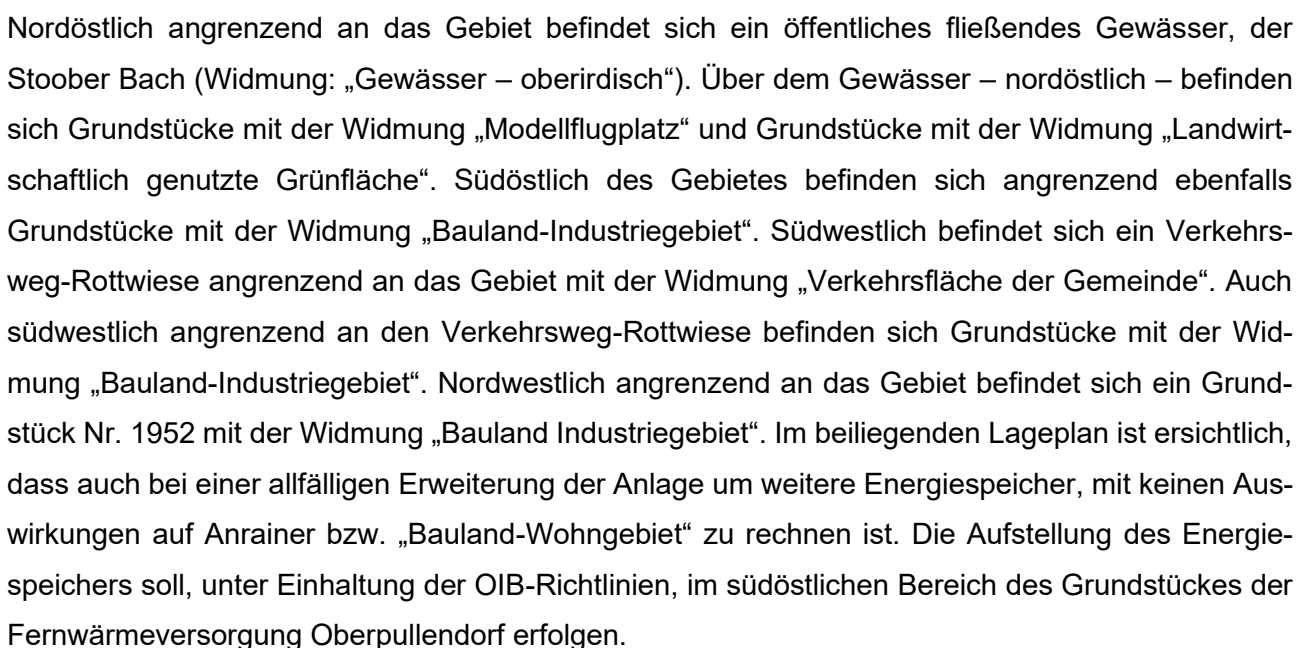 Nordöstlich angrenzend an das Gebiet befindet sich ein öffentliches fließendes Gewässer, der
Stoober Bach (Widmung: „Gewässer – oberirdisch“). Über dem Gewässer – nordöstlich – befinden
sich Grundstücke mit der Widmung „Modellflugplatz“ und Grundstücke mit der Widmung „Landwirt-
schaftlich genutzte Grünfläche“. Südöstlich des Gebietes befinden sich angrenzend ebenfalls
Grundstücke mit der Widmung „Bauland-Industriegebiet“. Südwestlich befindet sich ein Verkehrs-
weg-Rottwiese angrenzend an das Gebiet mit der Widmung „Verkehrsfläche der Gemeinde“. Auch
südwestlich angrenzend an den Verkehrsweg-Rottwiese befinden sich Grundstücke mit der Wid-
mung „Bauland-Industriegebiet“. Nordwestlich angrenzend an das Gebiet befindet sich ein Grund-
stück Nr. 1952 mit der Widmung „Bauland Industriegebiet“. Im beiliegenden Lageplan ist ersichtlich,
dass auch bei einer allfälligen Erweiterung der Anlage um weitere Energiespeicher, mit keinen Aus-
wirkungen auf Anrainer bzw. „Bauland-Wohngebiet“ zu rechnen ist. Die Aufstellung des Energie-
speichers soll, unter Einhaltung der OIB-Richtlinien, im südöstlichen Bereich des Grundstückes der
Fernwärmeversorgung Oberpullendorf erfolgen.